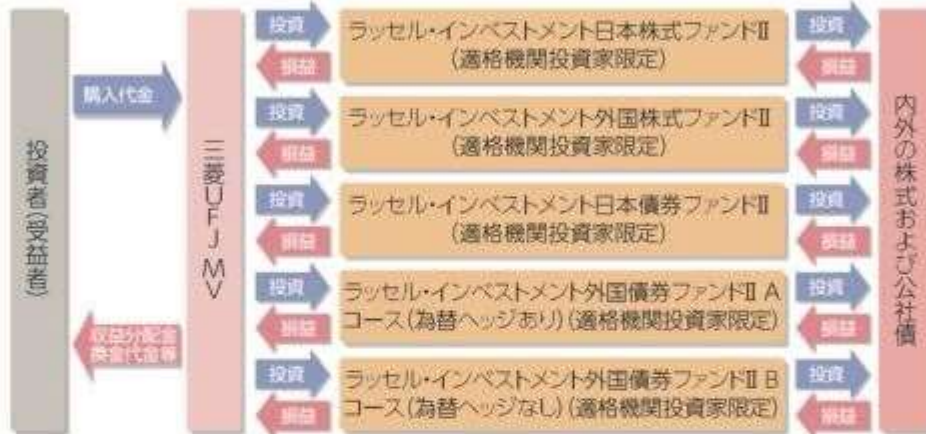 投資者(受益者)
購入代金
収益分配金
換金代金等
三菱UFJ MV
投資
損益
ラッセル・インベストメント日本株式ファンドⅡ
(適格機関投資家限定)
投資
損益
投資
損益
ラッセル・インベストメント外国株式ファンドⅡ
(適格機関投資家限定)
投資
損益
投資
損益
ラッセル・インベストメント日本債券ファンドⅡ
(適格機関投資家限定)
投資
損益
投資
損益
ラッセル・インベストメント外国債券ファンドⅡ A
コース(為替ヘッジあり)(適格機関投資家限定)
投資
損益
投資
損益
ラッセル・インベストメント外国債券ファンドⅡ B
コース(為替ヘッジなし)(適格機関投資家限定)
投資
損益
内外の株式および公社債